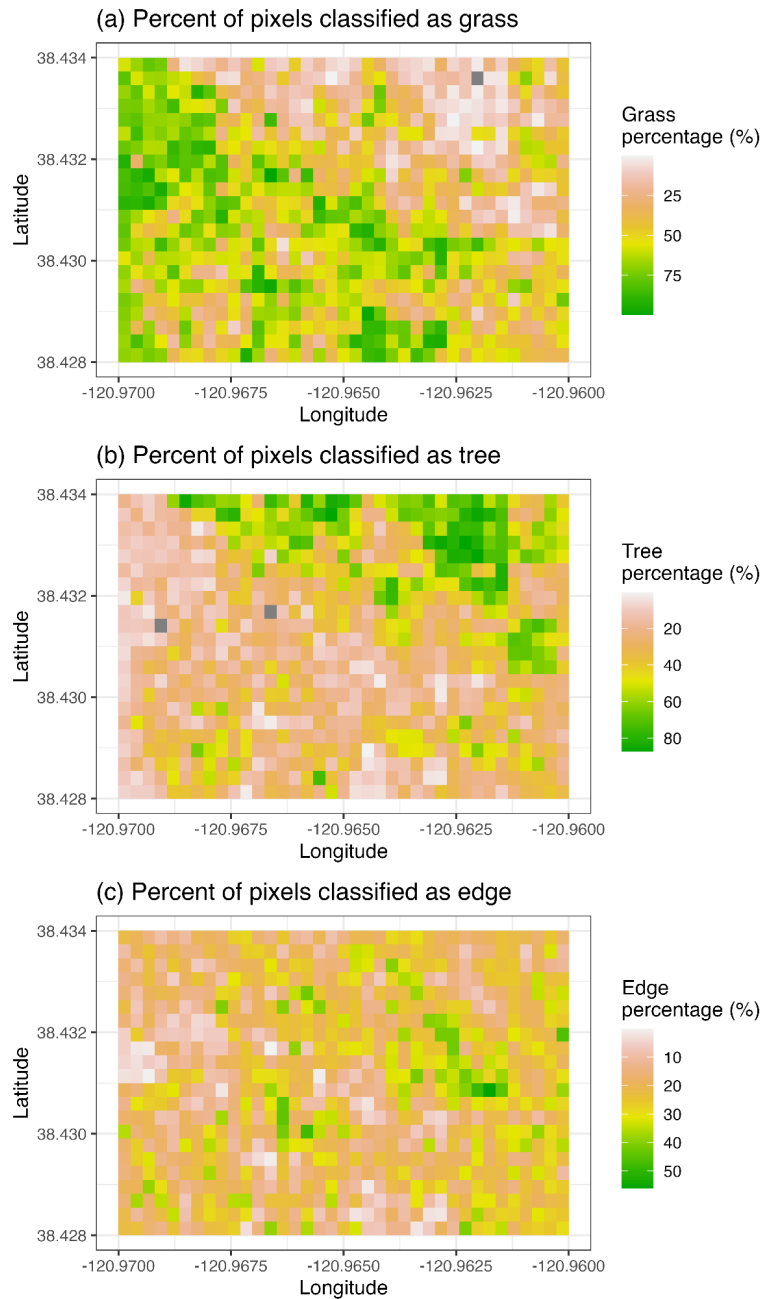 (a) Percent of pixels classified as grass
38.434
38.432
38.430
38.428
Latitude
-120.9700 -120.9675 -120.9650 -120.9625 -120.9600
Longitude
Grass
percentage (%)
25
50
75
(b) Percent of pixels classified as tree
38.434
38.432
38.430
38.428
Latitude
-120.9700 -120.9675 -120.9650 -120.9625 -120.9600
Longitude
Tree
percentage (%)
20
40
60
80
(c) Percent of pixels classified as edge
38.434
38.432
38.430
38.428
Latitude
-120.9700 -120.9675 -120.9650 -120.9625 -120.9600
Longitude
Edge
percentage (%)
10
20
30
40
50